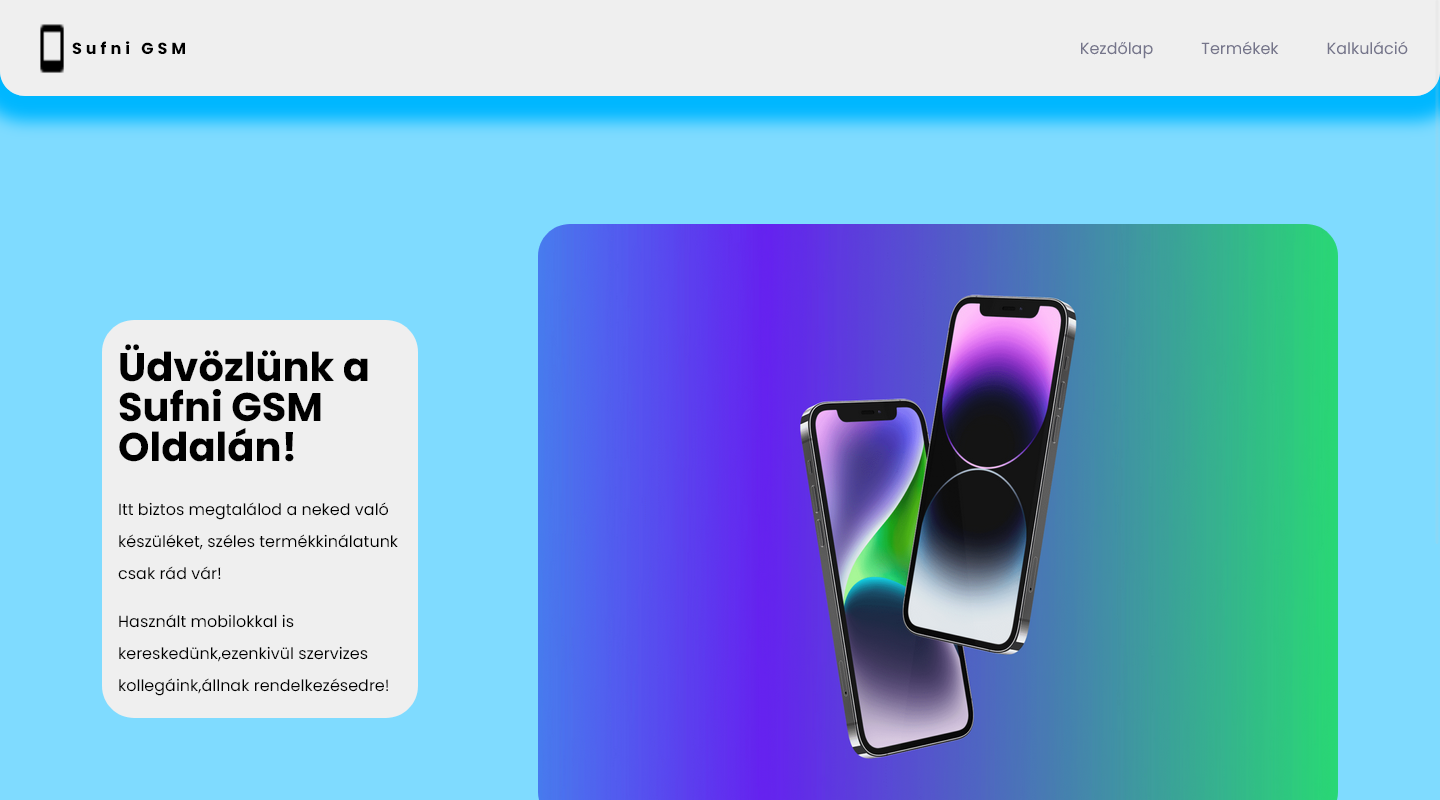 Sufni GSM
Kezdőlap Termékek Kalkuláció
Üdvözlünk a
Sufni GSM
Oldalán!
Itt biztos megtalálod a neked való
készüléket, széles termékkinálatunk
csak rád vár!
Használt mobilokkal is
kereskedünk,ezenkivül szervizes
kollegáink,állnak rendelkezésedre!